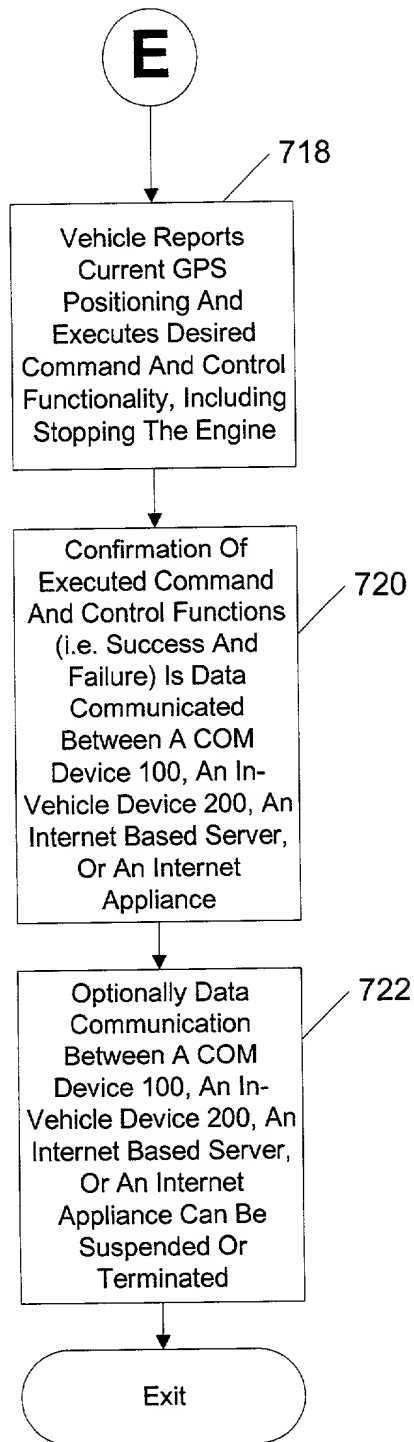 E
718
Vehicle Reports
Current GPS
Positioning And
Executes Desired
Command And Control
Functionality, Including
Stopping The Engine
720
Confirmation Of
Executed Command
And Control Functions
(i.e. Success And
Failure) Is Data
Communicated
Between A COM
Device 100, An In-
Vehicle Device 200, An
Internet Based Server,
Or An Internet
Appliance
722
Optionally Data
Communication
Between A COM
Device 100, An In-
Vehicle Device 200, An
Internet Based Server,
Or An Internet
Appliance Can Be
Suspended Or
Terminated
Exit